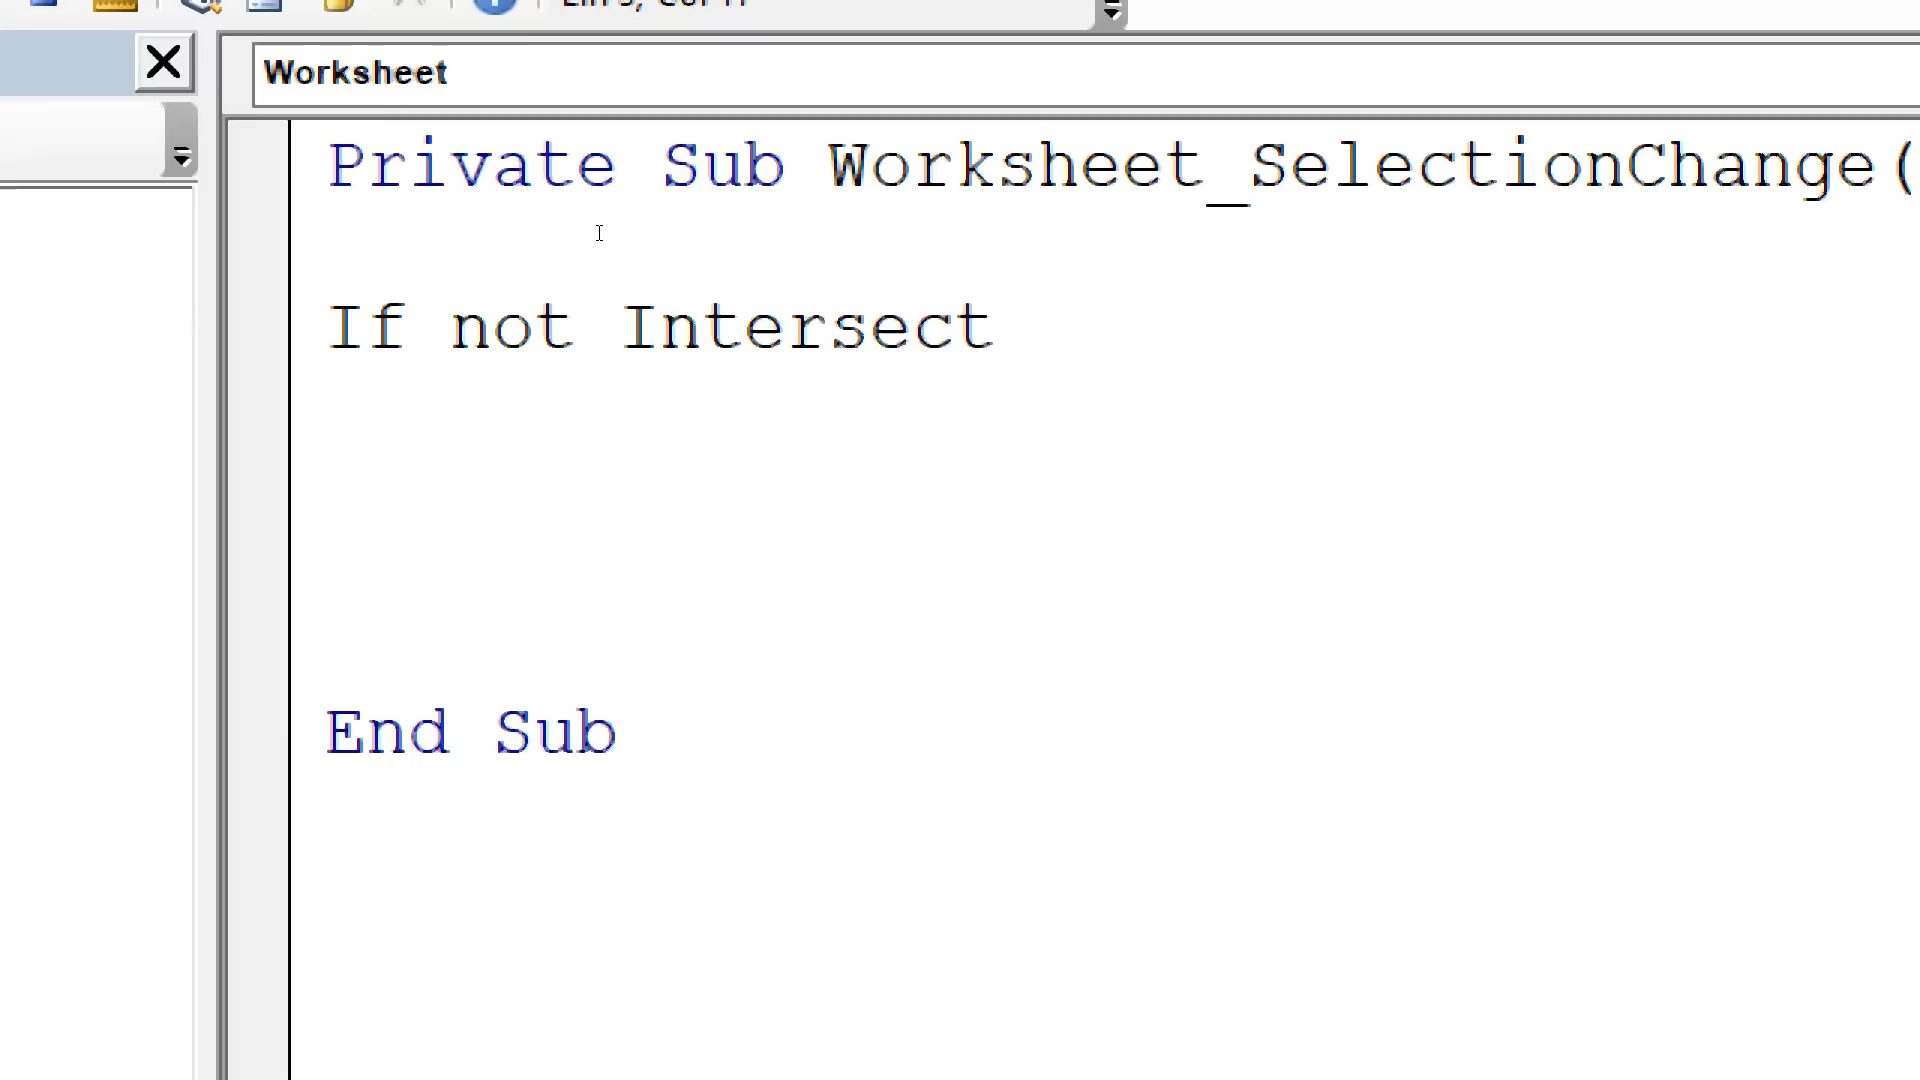 Worksheet
Private Sub Worksheet_SelectionChange(
If not Intersect
End Sub